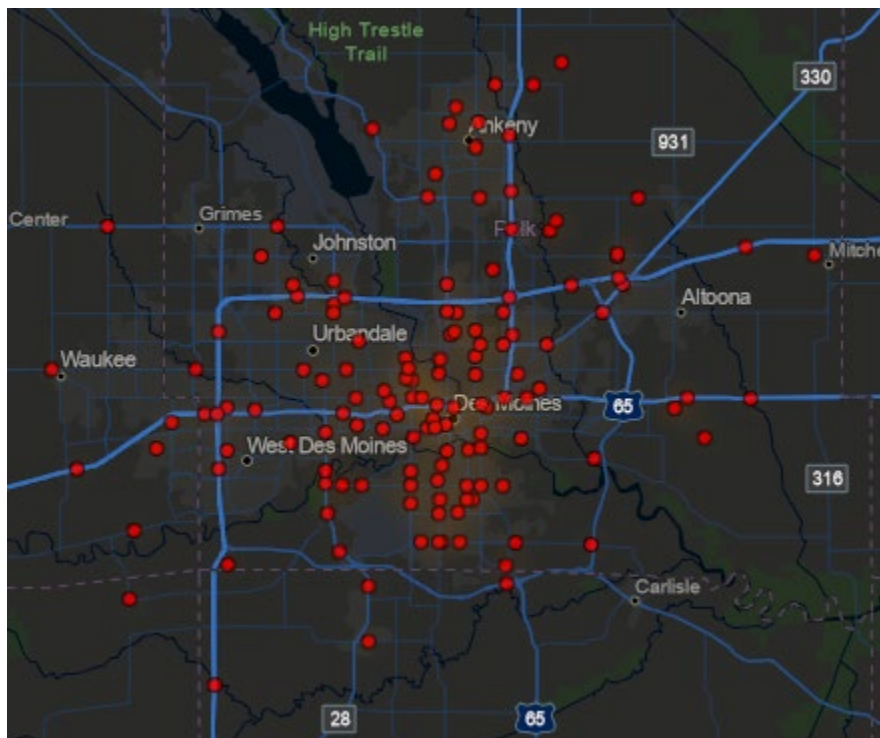 High Trestle
Trail
330
Ankeny
931
Center
Grimes
Polk
Johnston
Mitche
Altoona
Urbandale
Waukee
Des Moines
65
West Des Moines
316
Carlisle
28
65